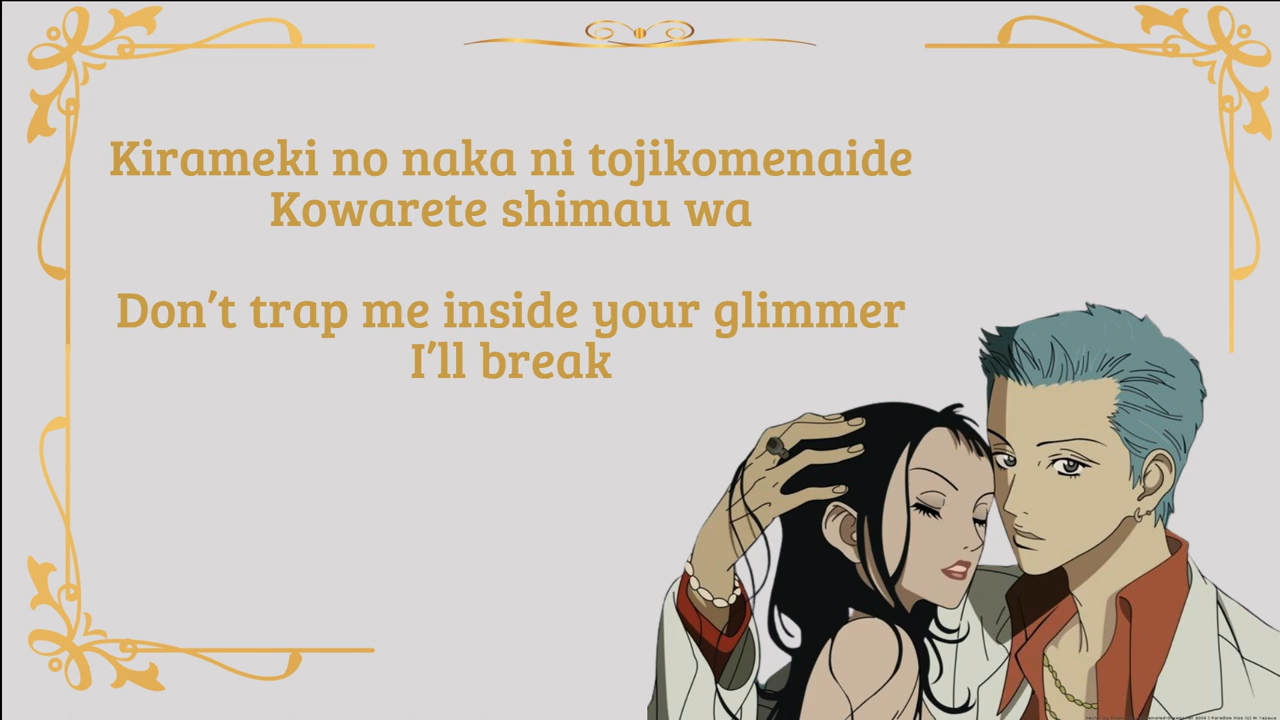 Kirameki no naka ni tojikomenaide
Kowarete shimau wa
Don't trap me inside your glimmer
I'll break